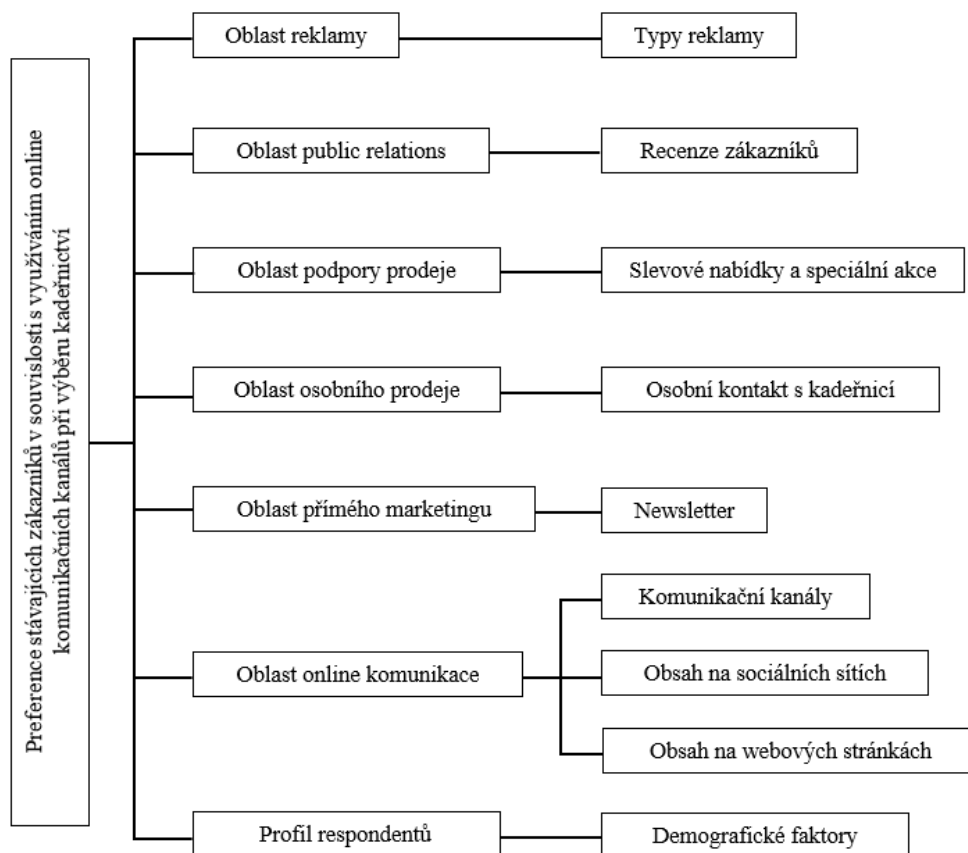 Preference stávajících zákazníků v souvislosti s využíváním online
komunikačních kanálů při výběru kadeřnictví
Oblast reklamy
Typy reklamy
Oblast public relations
Recenze zákazníků
Oblast podpory prodeje
Slevové nabídky a speciální akce
Oblast osobního prodeje
Osobní kontakt s kadeřnicí
Oblast přímého marketingu
Newsletter
Oblast online komunikace
Komunikační kanály
Obsah na sociálních sítích
Obsah na webových stránkách
Profil respondentů
Demografické faktory